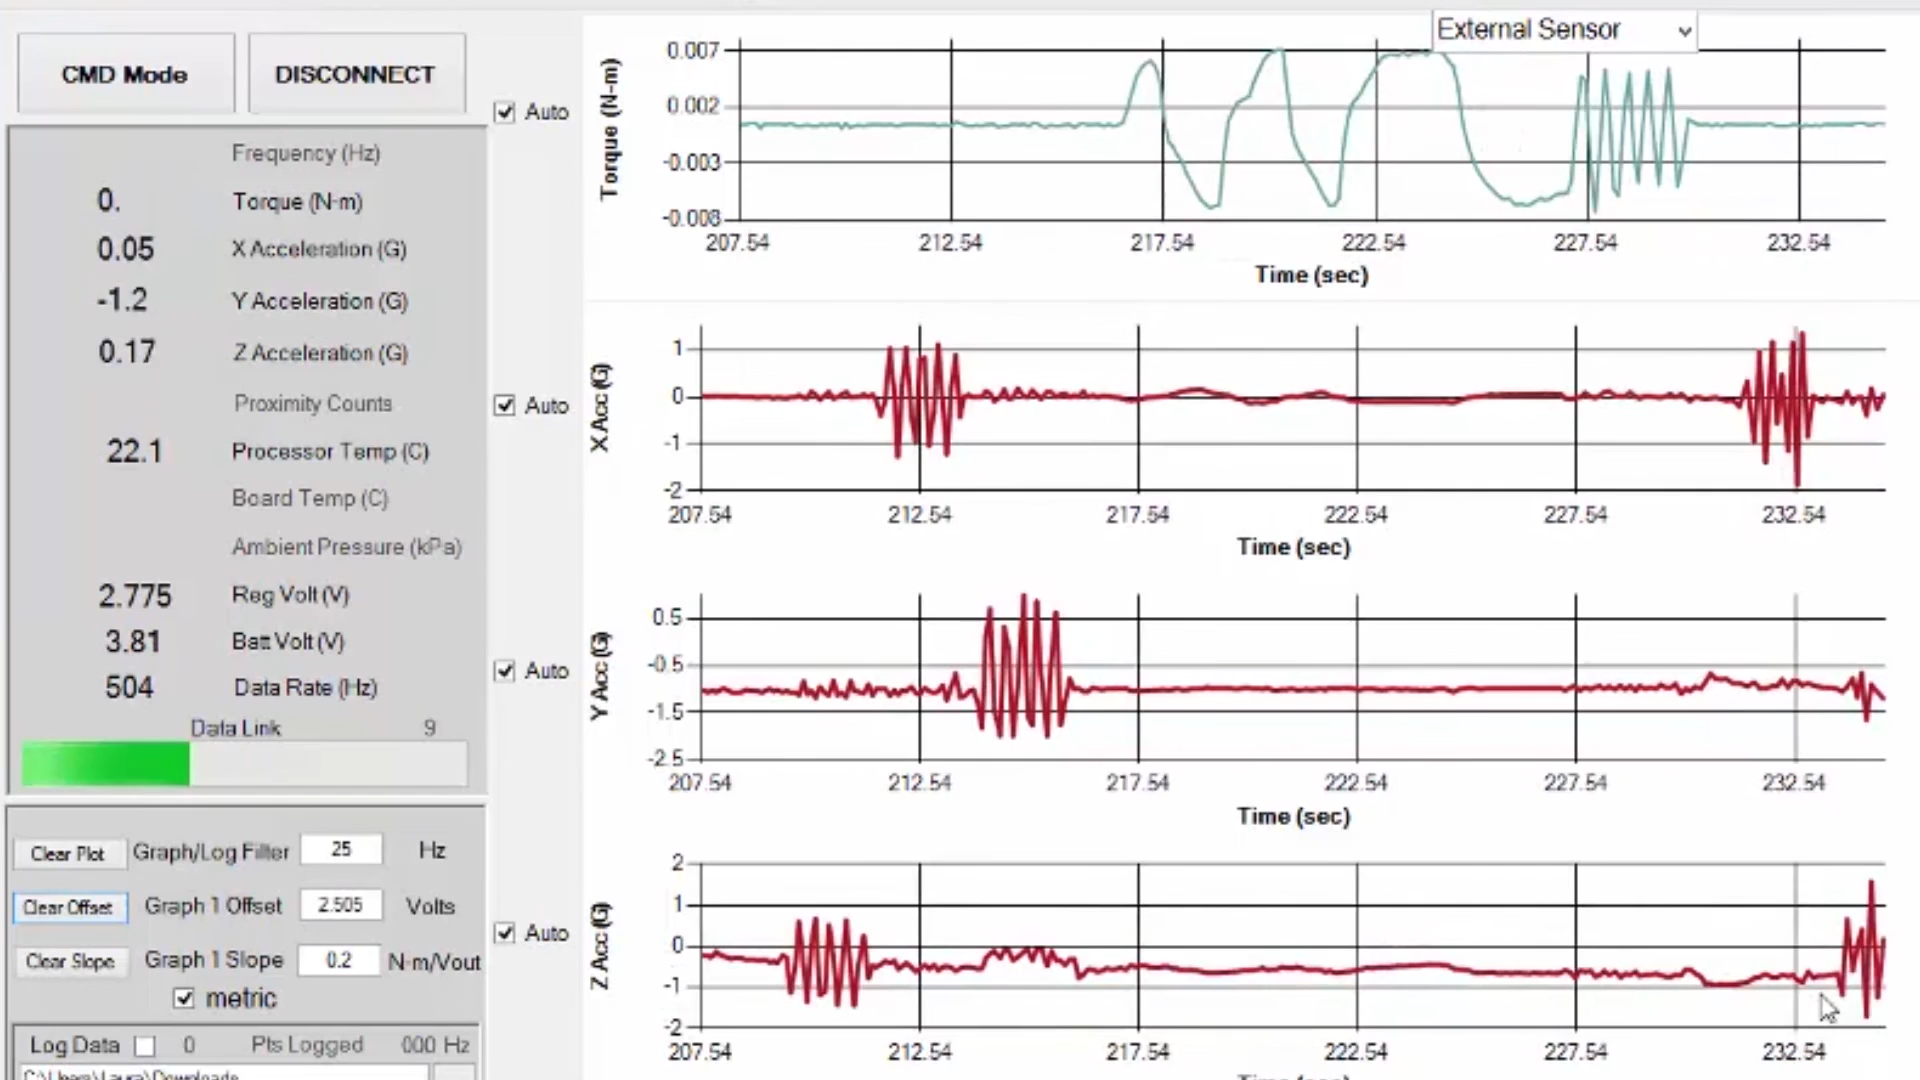 External Sensor
CMD Mode
DISCONNECT
Auto
Frequency (Hz)
0. Torque (N-m)
0.05 X Acceleration (G)
-1.2 Y Acceleration (G)
0.17 Z Acceleration (G)
Proximity Counts
22.1 Processor Temp (C)
Board Temp (C)
Ambient Pressure (kPa)
2.775 Reg Volt (V)
3.81 Batt Volt (V)
504 Data Rate (Hz)
Data Link 9
Clear Plot Graph/Log Filter 25 Hz
Clear Offset Graph 1 Offset 2.505 Volts
Clear Slope Graph 1 Slope 0.2 N-m/Vout
metric
Log Data 0 Pts Logged 000 Hz
C:\Users\Laura\Downloads
Auto
Auto
Auto
Torque (N-m)
0.007
0.002
-0.003
-0.008
207.54 212.54 217.54 222.54 227.54 232.54
Time (sec)
X Acc (G)
1
0
-1
-2
207.54 212.54 217.54 222.54 227.54 232.54
Time (sec)
Y Acc (G)
0.5
-0.5
-1.5
-2.5
207.54 212.54 217.54 222.54 227.54 232.54
Time (sec)
Z Acc (G)
2
1
0
-1
-2
207.54 212.54 217.54 222.54 227.54 232.54
Time (sec)